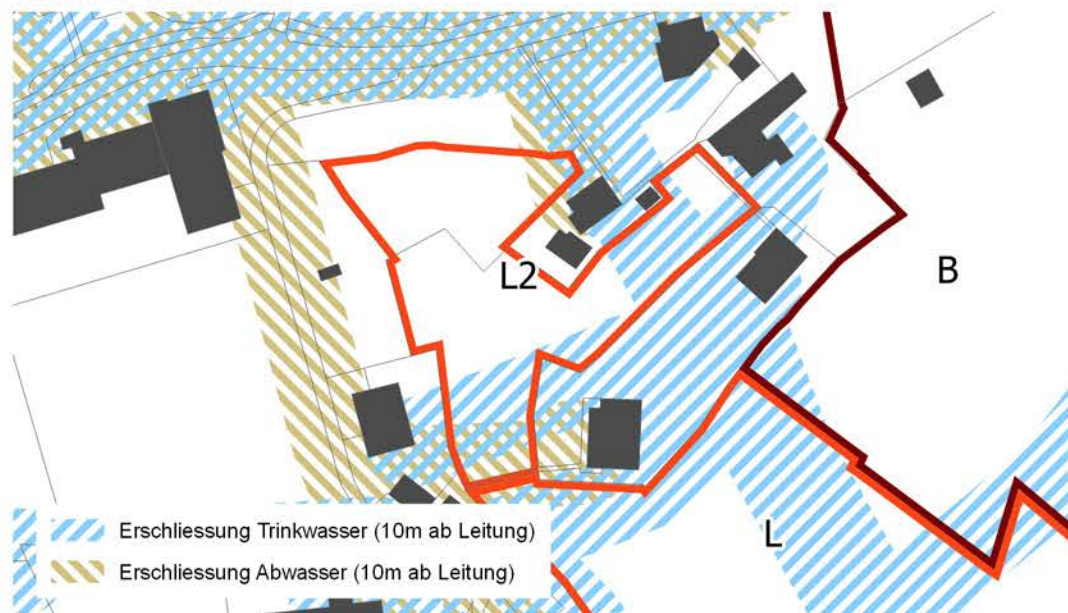 L2
B
L
Erschliessung Trinkwasser (10m ab Leitung)
Erschliessung Abwasser (10m ab Leitung)